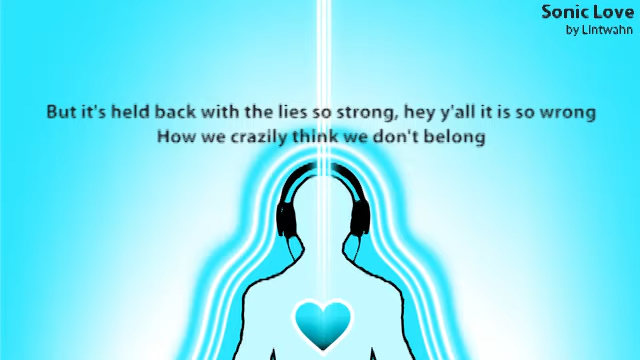 Sonic Love
by Lintwahn
But it's held back with the lies so strong, hey y'all it is so wrong
How we crazily think we don't belong